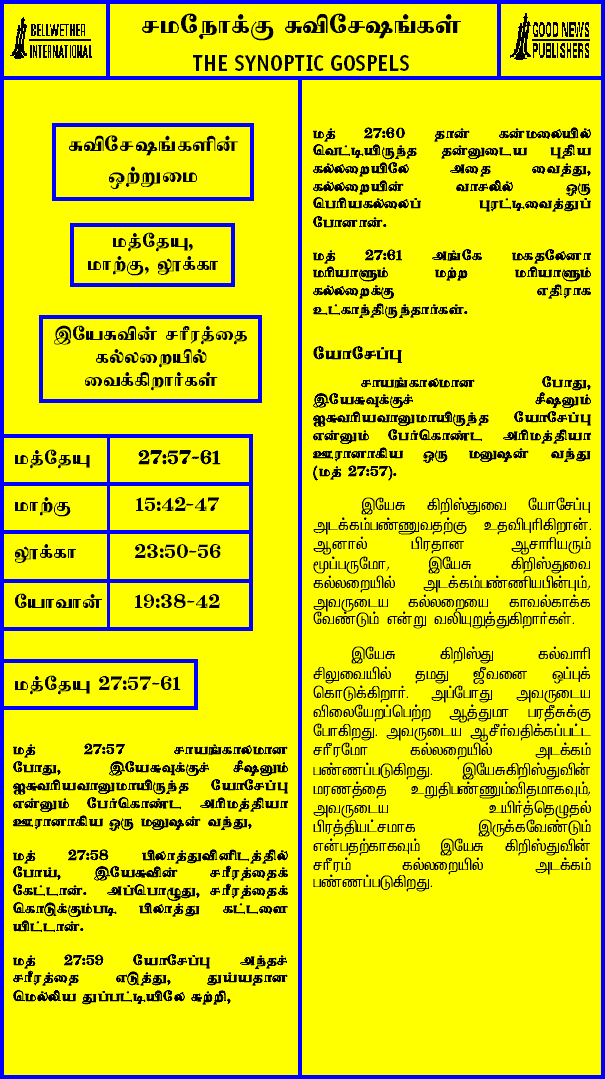 BELLWETHER
INTERNATIONAL
சமநோக்கு சுவிசேஷங்கள்
THE SYNOPTIC GOSPELS
GOOD NEWS
PUBLISHERS
சுவிசேஷங்களின்
ஒற்றுமை
மத்தேயு,
மாற்கு, லூக்கா
இயேசுவின் சரீரத்தை
கல்லறையில்
வைக்கிறார்கள்
மத்தேயு 27:57-61
மாற்கு 15:42-47
லூக்கா 23:50-56
யோவான் 19:38-42
மத்தேயு 27:57-61
மத் 27:57 சாயங்காலமான
போது, இயேசுவுக்குச் சீஷனும்
ஐசுவரியவானுமாயிருந்த யோசேப்பு
என்னும் பேர்கொண்ட அரிமத்தியா
ஊரானாகிய ஒரு மனுஷன் வந்து,
மத் 27:58 பிலாத்துவினிடத்தில்
போய், இயேசுவின் சரீரத்தைக்
கேட்டான். அப்பொழுது, சரீரத்தைக்
கொடுக்கும்படி பிலாத்து கட்டளை
யிட்டான்.
மத் 27:59 யோசேப்பு அந்தச்
சரீரத்தை எடுத்து, துய்யதான
மெல்லிய துப்பட்டியிலே சுற்றி,
மத் 27:60 தான் கன்மலையில்
வெட்டியிருந்த தன்னுடைய புதிய
கல்லறையிலே அதை வைத்து,
கல்லறையின் வாசலில் ஒரு
பெரியகல்லைப் புரட்டிவைத்துப்
போனான்.
மத் 27:61 அங்கே மகதலேனா
மரியாளும் மற்ற மரியாளும்
கல்லறைக்கு எதிராக
உட்காந்திருந்தார்கள்.
யோசேப்பு
சாயங்காலமான போது,
இயேசுவுக்குச் சீஷனும்
ஐசுவரியவானுமாயிருந்த யோசேப்பு
என்னும் பேர்கொண்ட அரிமத்தியா
ஊரானாகிய ஒரு மனுஷன் வந்து
(மத் 27:57).
இயேசு கிறிஸ்துவை யோசேப்பு
அடக்கம்பண்ணுவதற்கு உதவிபுரிகிறான்.
ஆனால் பிரதான ஆசாரியரும்
மூப்பருமோ, இயேசு கிறிஸ்துவை
கல்லறையில் அடக்கம்பண்ணியபின்பும்,
அவருடைய கல்லறையை காவல்காக்க
வேண்டும் என்று வலியுறுத்துகிறார்கள்.
இயேசு கிறிஸ்து கல்வாரி
சிலுவையில் தமது ஜீவனை ஒப்புக்
கொடுக்கிறார். அப்போது அவருடைய
விலையேறப்பெற்ற ஆத்துமா பரதீசுக்கு
போகிறது. அவருடைய ஆசீர்வதிக்கப்பட்ட
சரீரமோ கல்லறையில் அடக்கம்
பண்ணப்படுகிறது. இயேசுகிறிஸ்துவின்
மரணத்தை உறுதிபண்ணும்விதமாகவும்,
அவருடைய உயிர்த்தெழுதல்
பிரத்தியட்சமாக இருக்கவேண்டும்
என்பதற்காகவும் இயேசு கிறிஸ்துவின்
சரீரம் கல்லறையில் அடக்கம்
பண்ணப்படுகிறது.